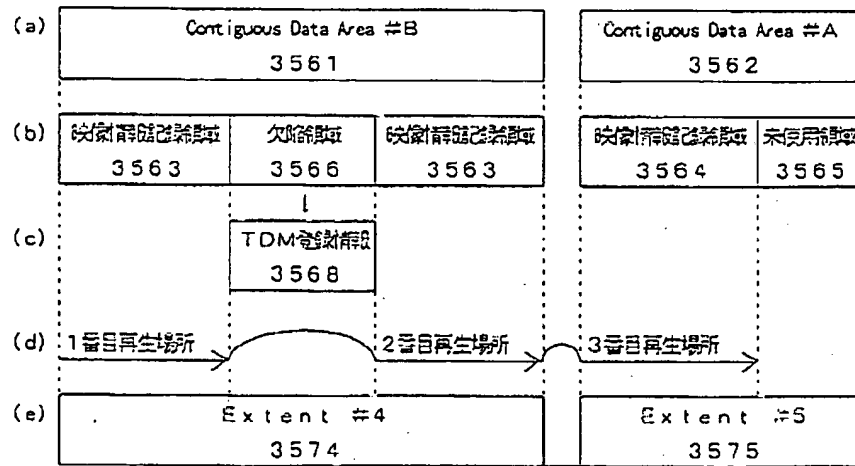 (a) Contiguous Data Area #B Contiguous Data Area #A
3561 3562
(b) 映像情報記録領域 欠陥領域 映像情報記録領域 映像情報記録領域 未使用領域
3563 3566 3563 3564 3565
(c) TDM登録情報
3568
(d) 1番目再生場所 2番目再生場所 3番目再生場所
(e) Extent #4 Extent #5
3574 3575